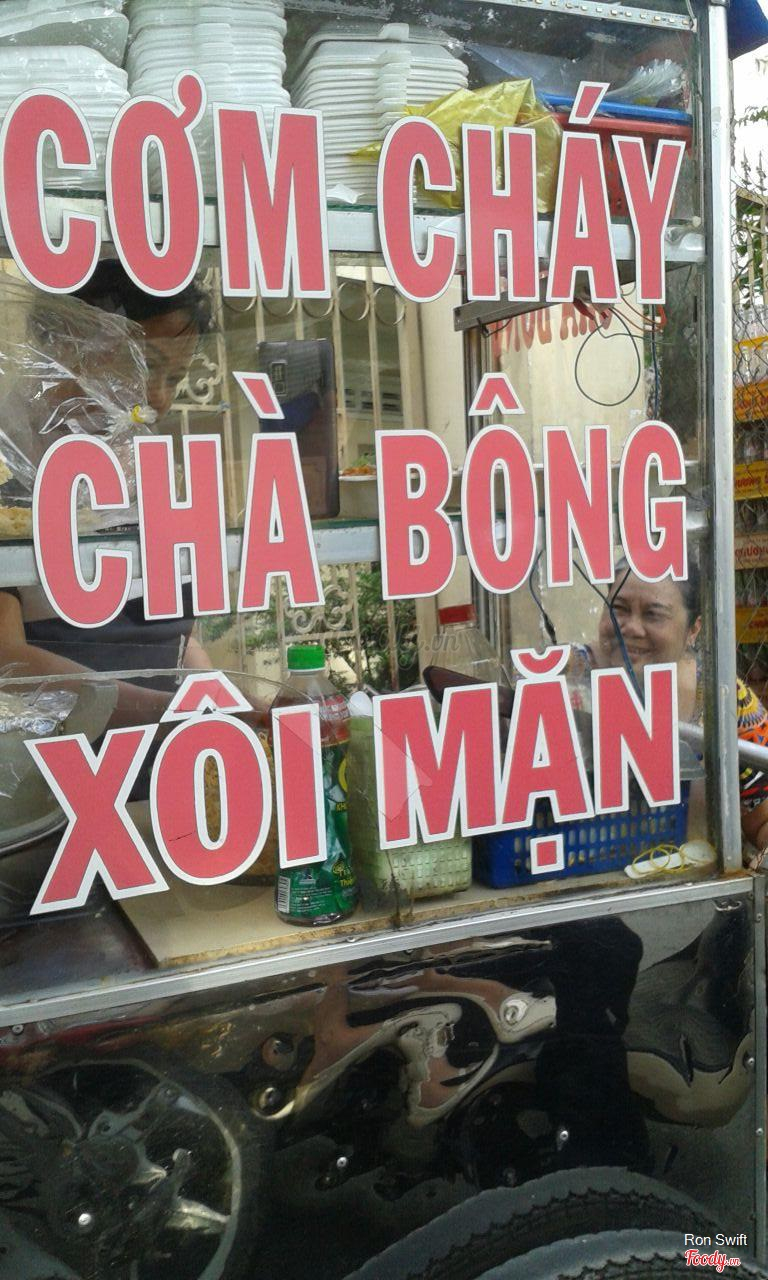 CƠM CHÁY
CHÀ BÔNG
XÔI MẶN
Ron Swift
Foody.vn